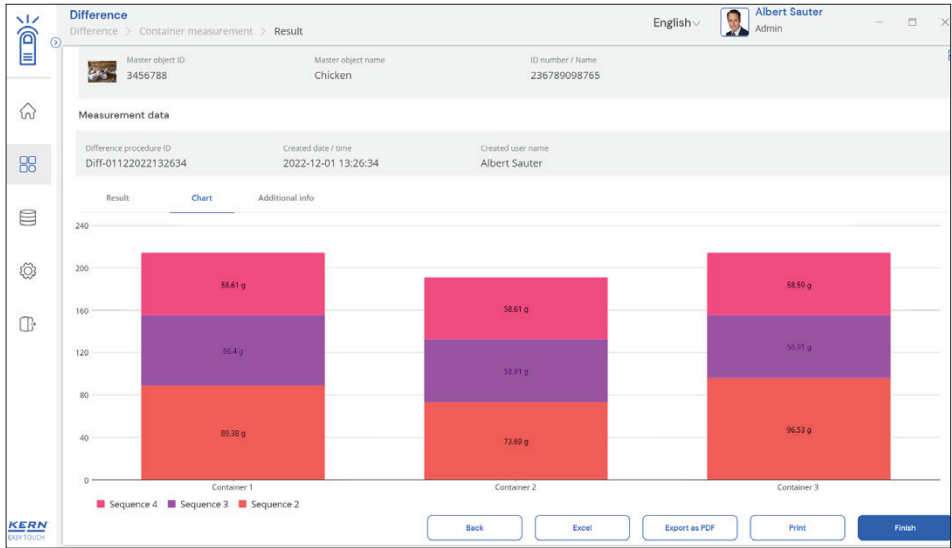 Difference
Difference > Container measurement > Result
English
Albert Sauter
Admin
Master object ID
3456788
Master object name
Chicken
ID number / Name
236789098765
Measurement data
Difference procedure ID
Diff-01122022132634
Created date / time
2022-12-01 13:26:34
Created user name
Albert Sauter
Result Chart Additional info
240
200
160
120
80
40
0
58.61 g
66.4 g
89.38 g
58.61 g
58.91 g
73.69 g
58.59 g
58.91 g
96.53 g
Container 1
Container 2
Container 3
Sequence 4 Sequence 3 Sequence 2
Back Excel Export as PDF Print Finish
KERN
EASY TOUCH